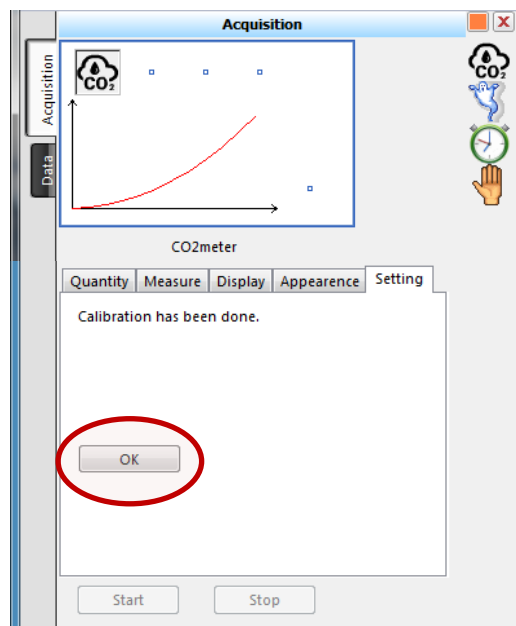 Acquisition
Acquisition
Data
CO2
CO2
CO2meter
Quantity Measure Display Appearence Setting
Calibration has been done.
OK
Start Stop